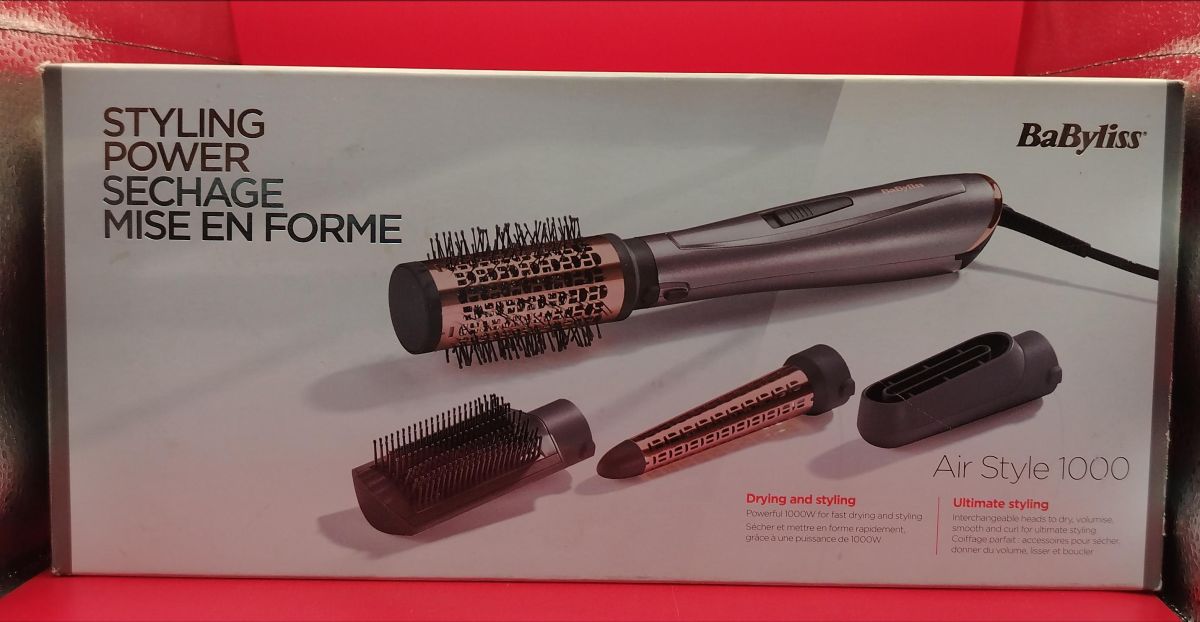 STYLING
POWER
SECHAGE
MISE EN FORME
BaByliss
BaByliss
Air Style 1000
Drying and styling
Powerful 1000W for fast drying and styling
Sécher et mettre en forme rapidement,
grâce à une puissance de 1000W
Ultimate styling
Interchangeable heads to dry, volumise,
smooth and curl for ultimate styling
Coiffage parfait : accessoires pour sécher,
donner du volume, lisser et boucler